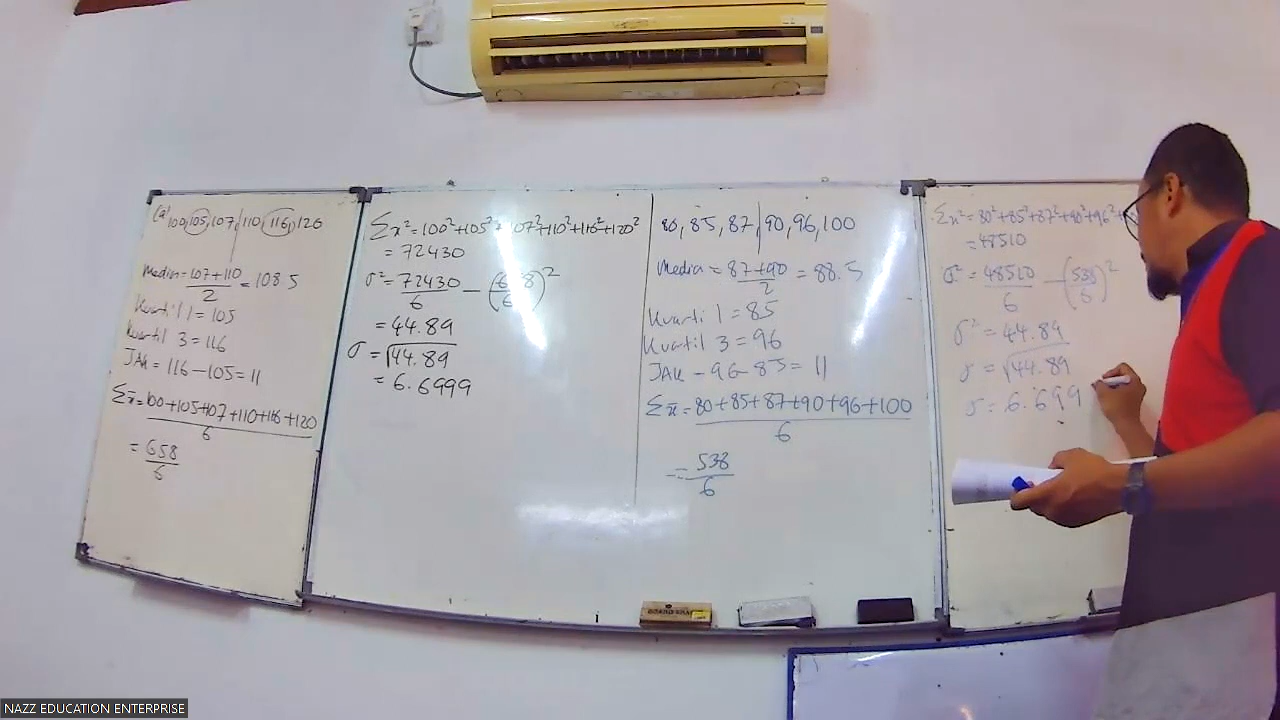 (a) 100, 105, 107, 110, 116, 120
Median = 107+110 / 2 = 108.5
Kuartil 1 = 105
Kuartil 3 = 116
JAK = 116 - 105 = 11
Σx̄ = 100+105+107+110+116+120 / 6
= 658 / 6
Σx² = 100²+105²+107²+110²+116²+120²
= 72430
σ² = 72430 / 6 - (658 / 6)²
= 44.89
σ = √44.89
= 6.6999
80, 85, 87, 90, 96, 100
Median = 87+90 / 2 = 88.5
Kuartil 1 = 85
Kuartil 3 = 96
JAK - 96 - 85 = 11
Σx̄ = 80+85+87+90+96+100 / 6
= 538 / 6
Σx² = 80²+85²+87²+90²+96²+
= 48510
σ² = 48510 / 6 - (538 / 6)²
σ² = 44.89
σ = √44.89
σ = 6.699
NAZZ EDUCATION ENTERPRISE